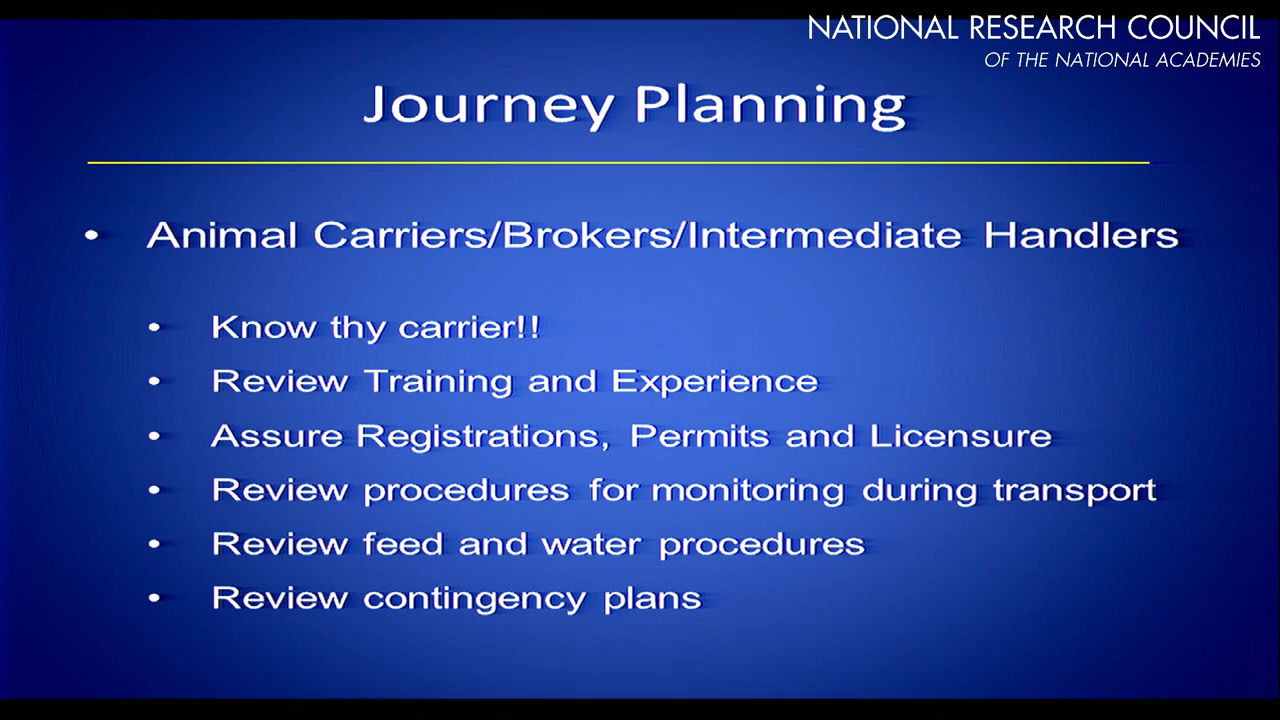 NATIONAL RESEARCH COUNCIL
OF THE NATIONAL ACADEMIES
Journey Planning
• Animal Carriers/Brokers/Intermediate Handlers
• Know thy carrier!!
• Review Training and Experience
• Assure Registrations, Permits and Licensure
• Review procedures for monitoring during transport
• Review feed and water procedures
• Review contingency plans